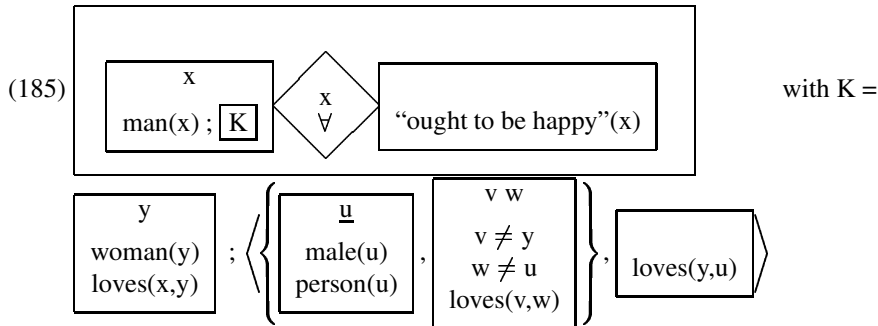 x
(185) man(x) ; K x ∀ “ought to be happy”(x) with K =
y u v w
woman(y) ; ⟨ { male(u) , v ≠ y } , loves(y,u) ⟩
loves(x,y) person(u) w ≠ u
loves(v,w)